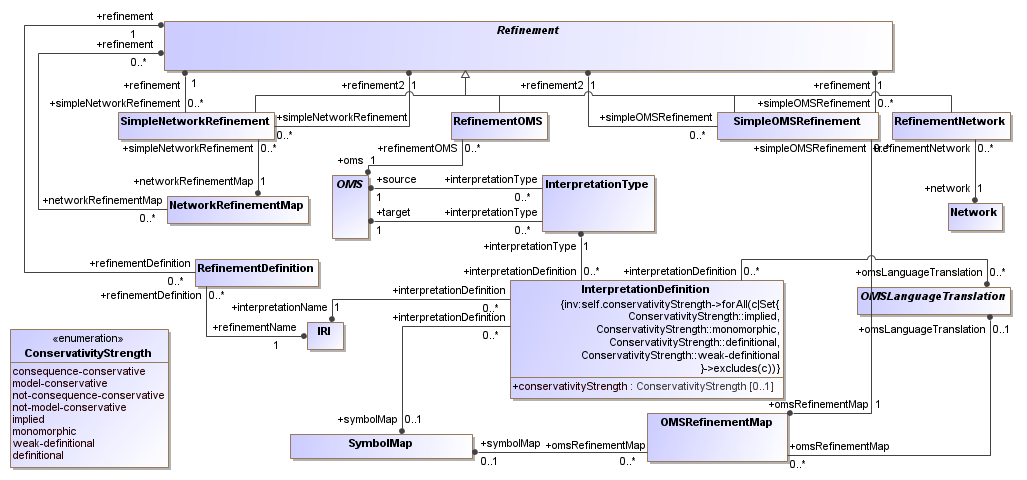 +refinement
1
Refinement
+refinement
0..*
+refinement
1
+refinement2
1
+refinement2
1
+refinement
1
+simpleNetworkRefinement
0..*
+simpleOMSRefinement
0..*
SimpleNetworkRefinement
+simpleNetworkRefinement
0..*
RefinementOMS
+simpleOMSRefinement
0..*
SimpleOMSRefinement
RefinementNetwork
+simpleNetworkRefinement
0..*
+refinementOMS
0..*
+simpleOMSRefinement
0..*
+refinementNetwork
0..*
+oms
1
+networkRefinementMap
1
OMS
+source
1
+interpretationType
0..*
InterpretationType
+network
1
+networkRefinementMap
0..*
NetworkRefinementMap
+target
1
+interpretationType
0..*
Network
+interpretationType
1
+refinementDefinition
0..*
RefinementDefinition
+interpretationDefinition
0..*
+interpretationDefinition
0..*
+omsLanguageTranslation
0..*
+refinementDefinition
0..*
+interpretationDefinition
0..*
+interpretationName
1
InterpretationDefinition
{inv:self.conservativityStrength->forAll(c|Set{
ConservativityStrength::implied,
ConservativityStrength::monomorphic,
ConservativityStrength::definitional,
ConservativityStrength::weak-definitional
}->excludes(c))}
+conservativityStrength : ConservativityStrength [0..1]
OMSLanguageTranslation
+interpretationDefinition
0..*
+refinementName
1
IRI
+omsLanguageTranslation
0..1
«enumeration»
ConservativityStrength
consequence-conservative
model-conservative
not-consequence-conservative
not-model-conservative
implied
monomorphic
weak-definitional
definitional
+symbolMap
0..1
+omsRefinementMap
1
SymbolMap
+symbolMap
0..1
+omsRefinementMap
0..*
OMSRefinementMap
+omsRefinementMap
0..*